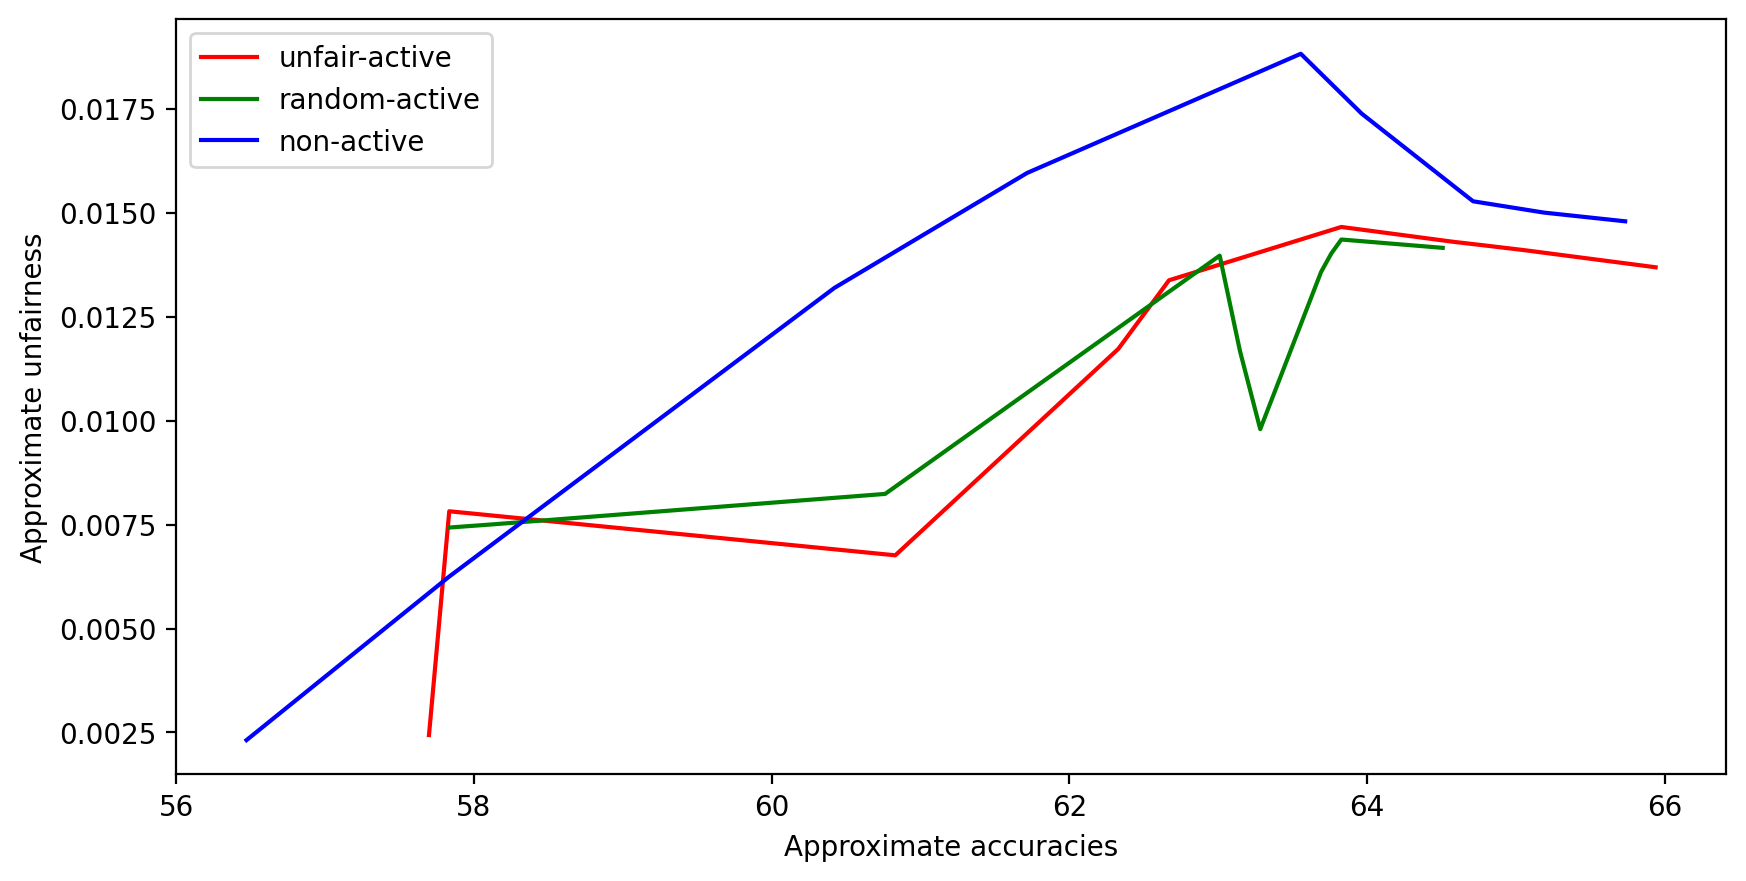 unfair-active
random-active
non-active
Approximate unfairness
0.0175
0.0150
0.0125
0.0100
0.0075
0.0050
0.0025
56 58 60 62 64 66
Approximate accuracies